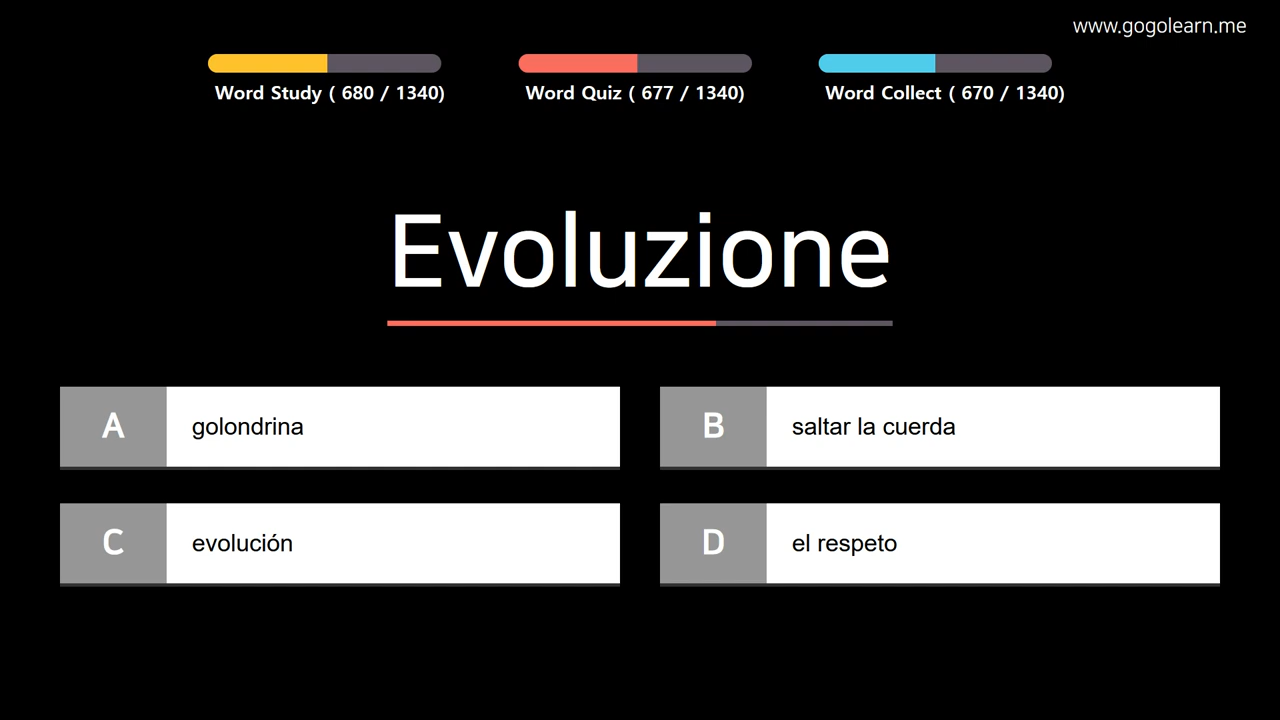 www.gogolearn.me
Word Study ( 680 / 1340)
Word Quiz ( 677 / 1340)
Word Collect ( 670 / 1340)
Evoluzione
A golondrina
B saltar la cuerda
C evolución
D el respeto